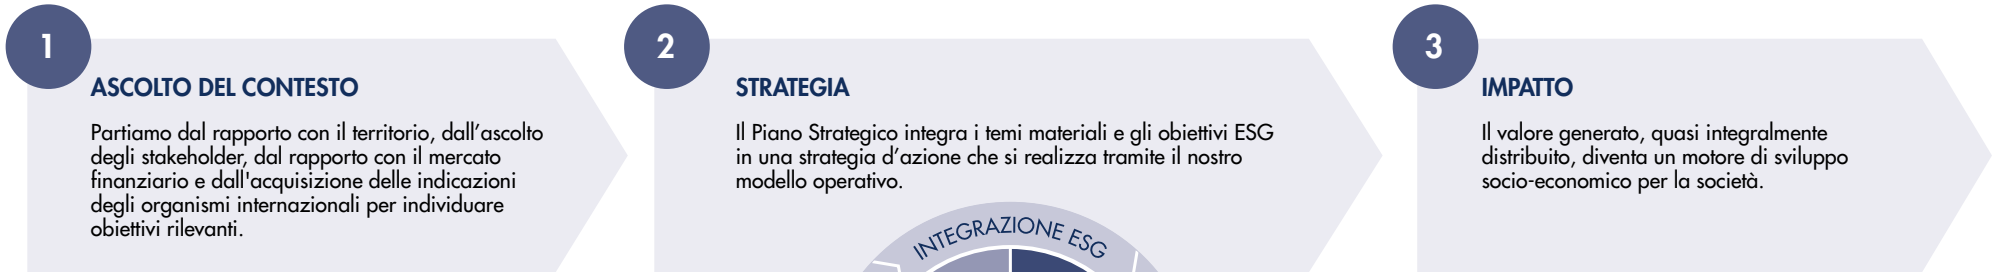 1
ASCOLTO DEL CONTESTO
Partiamo dal rapporto con il territorio, dall’ascolto
degli stakeholder, dal rapporto con il mercato
finanziario e dall'acquisizione delle indicazioni
degli organismi internazionali per individuare
obiettivi rilevanti.
2
STRATEGIA
Il Piano Strategico integra i temi materiali e gli obiettivi ESG
in una strategia d’azione che si realizza tramite il nostro
modello operativo.
INTEGRAZIONE ESG
3
IMPATTO
Il valore generato, quasi integralmente
distribuito, diventa un motore di sviluppo
socio-economico per la società.